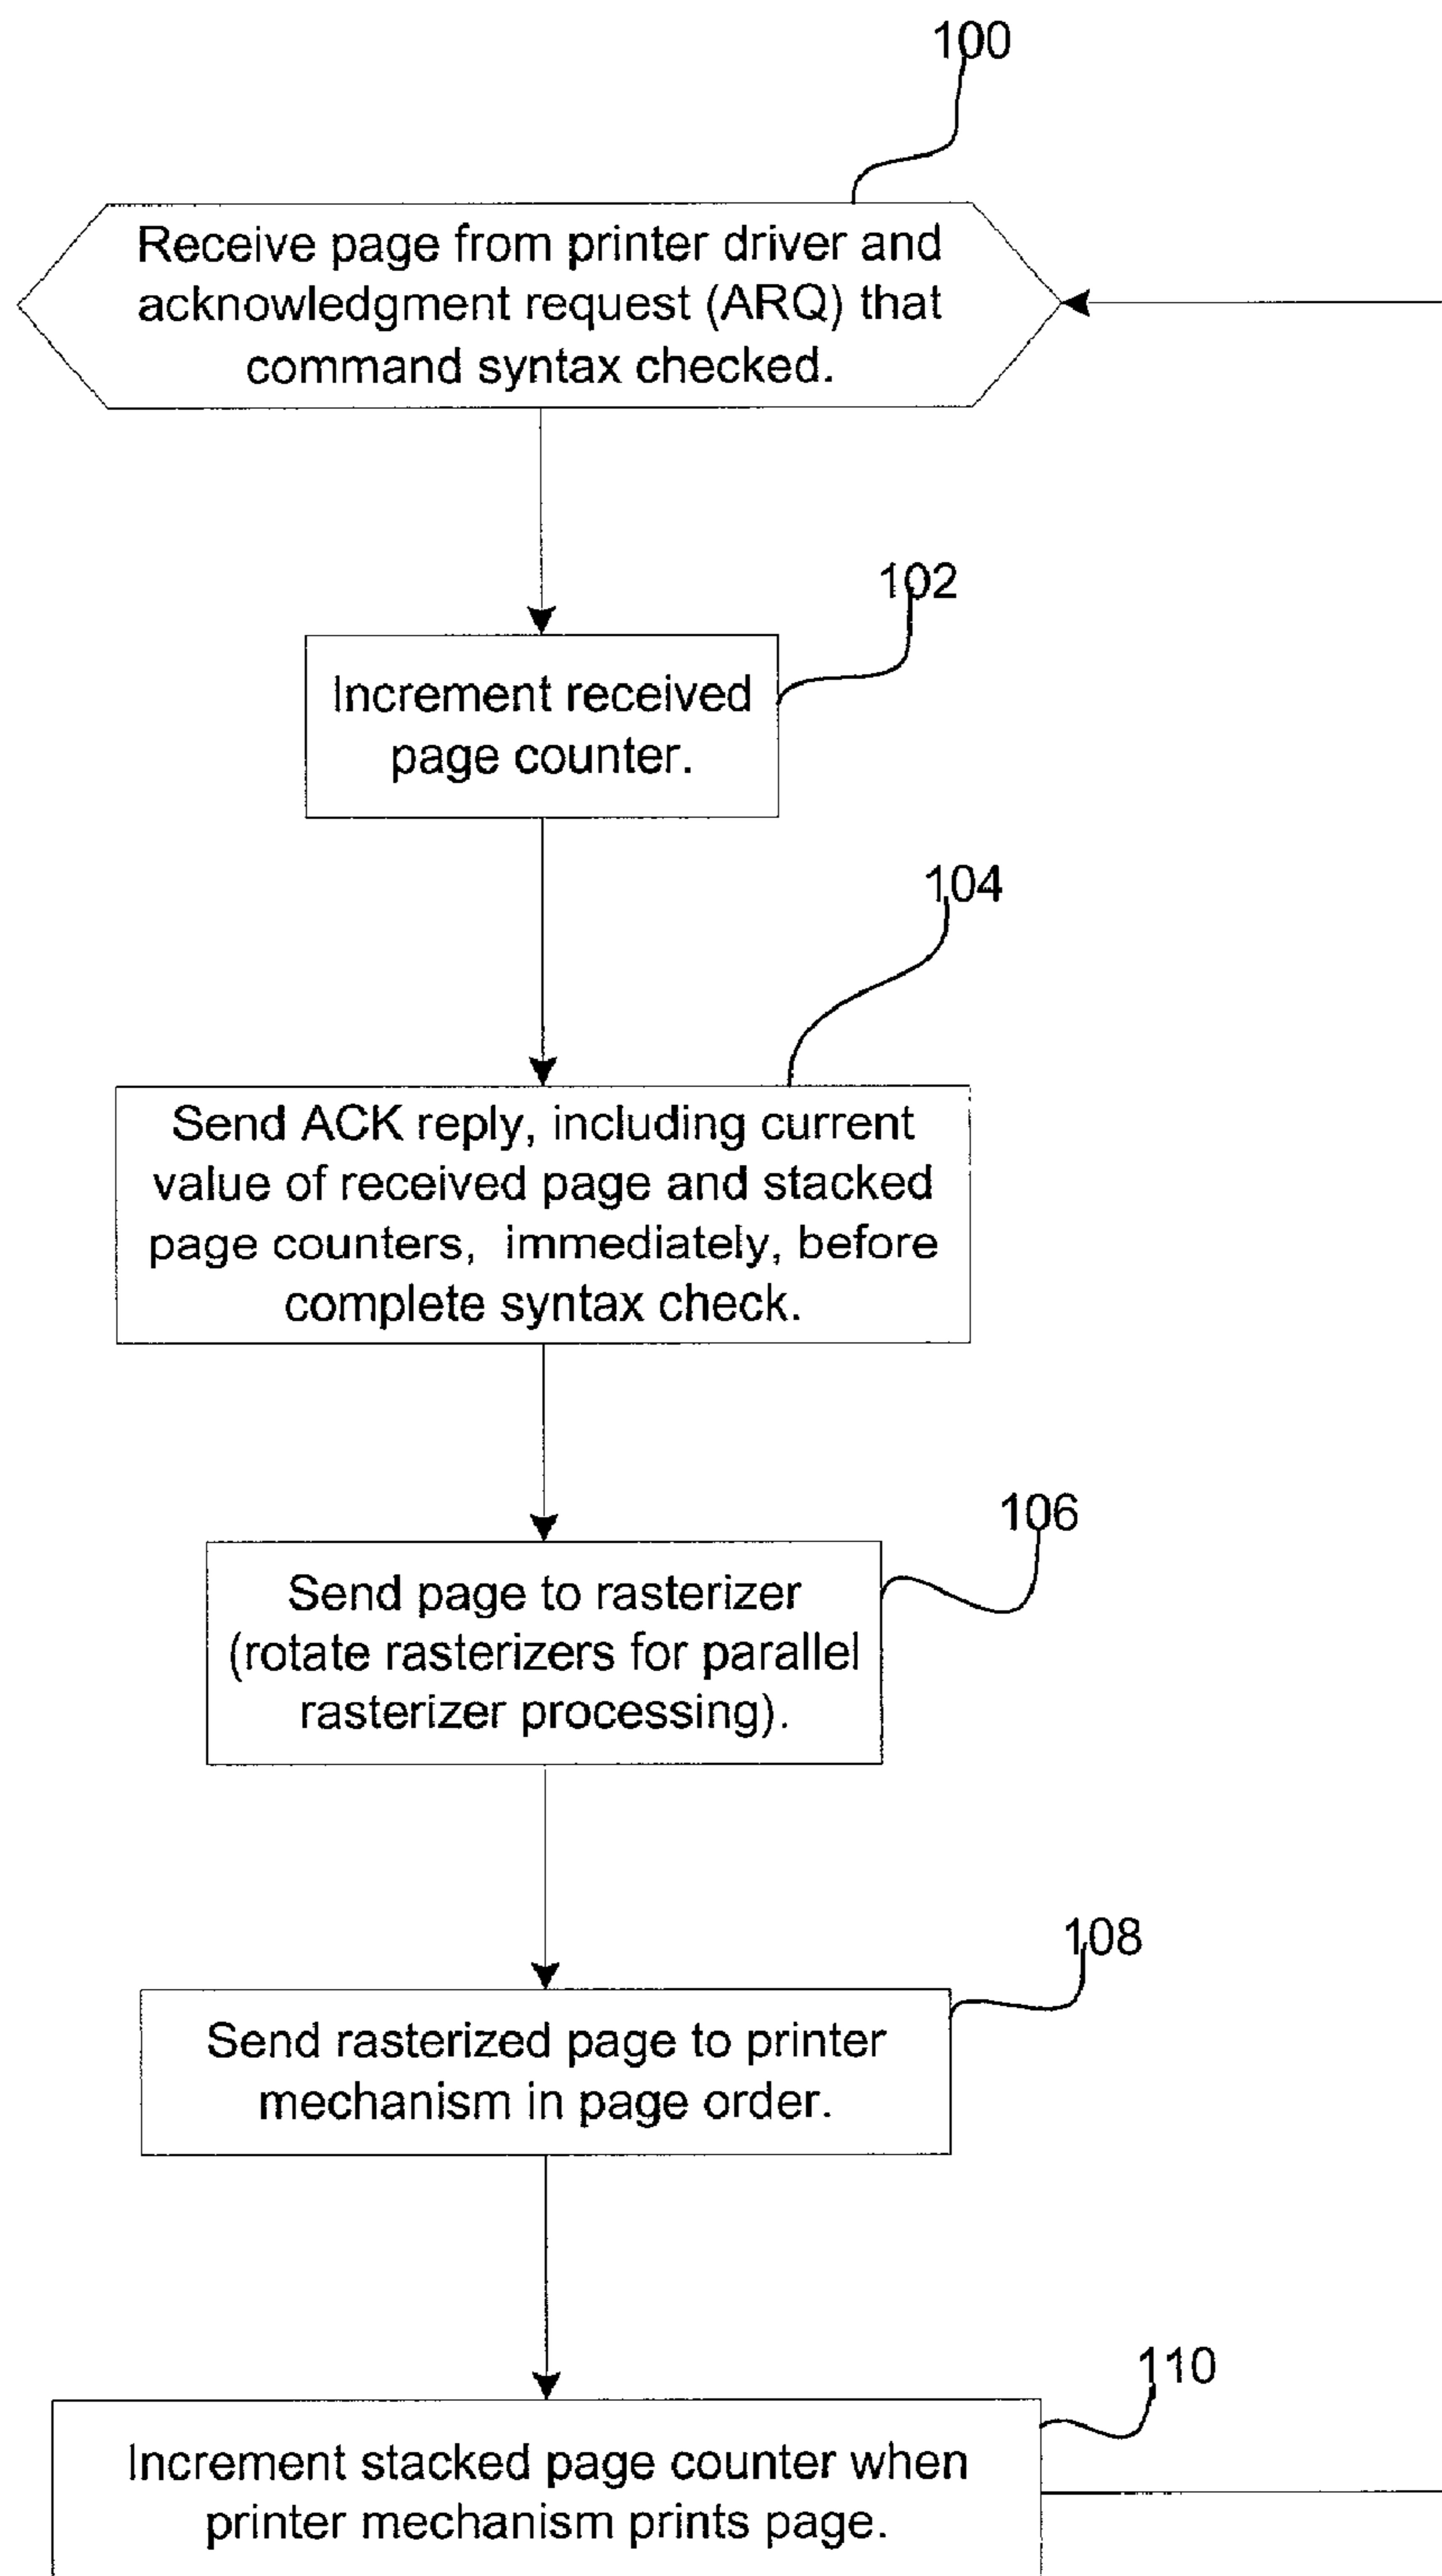 100
Receive page from printer driver and
acknowledgment request (ARQ) that
command syntax checked.
102
Increment received
page counter.
104
Send ACK reply, including current
value of received page and stacked
page counters, immediately, before
complete syntax check.
106
Send page to rasterizer
(rotate rasterizers for parallel
rasterizer processing).
108
Send rasterized page to printer
mechanism in page order.
110
Increment stacked page counter when
printer mechanism prints page.